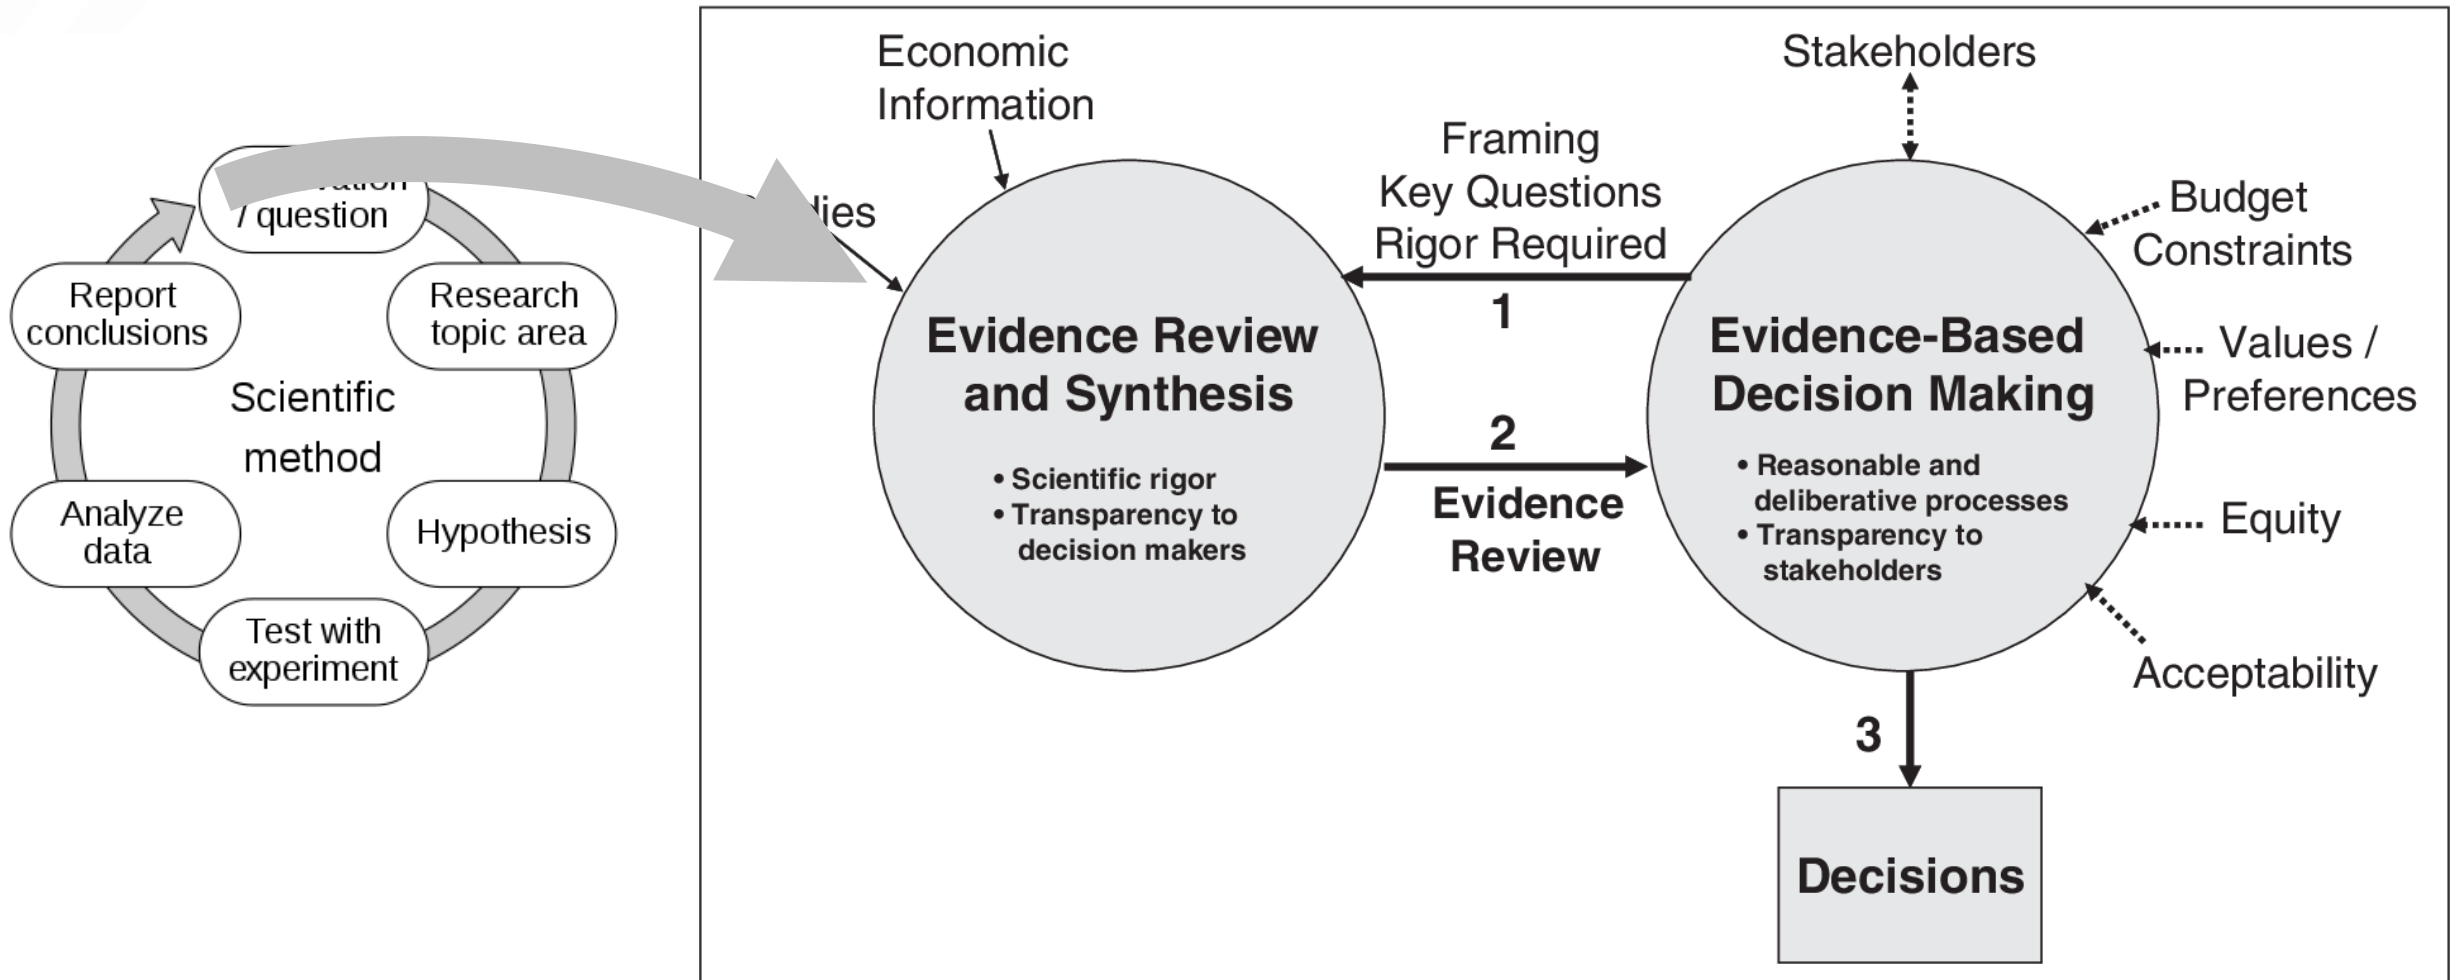 / question
Research
topic area
Hypothesis
Test with
experiment
Analyze
data
Report
conclusions
Scientific
method
Economic
Information
Evidence Review
and Synthesis
• Scientific rigor
• Transparency to
decision makers
Framing
Key Questions
Rigor Required
1
2
Evidence
Review
Stakeholders
Evidence-Based
Decision Making
• Reasonable and
deliberative processes
• Transparency to
stakeholders
Budget
Constraints
Values /
Preferences
Equity
Acceptability
3
Decisions